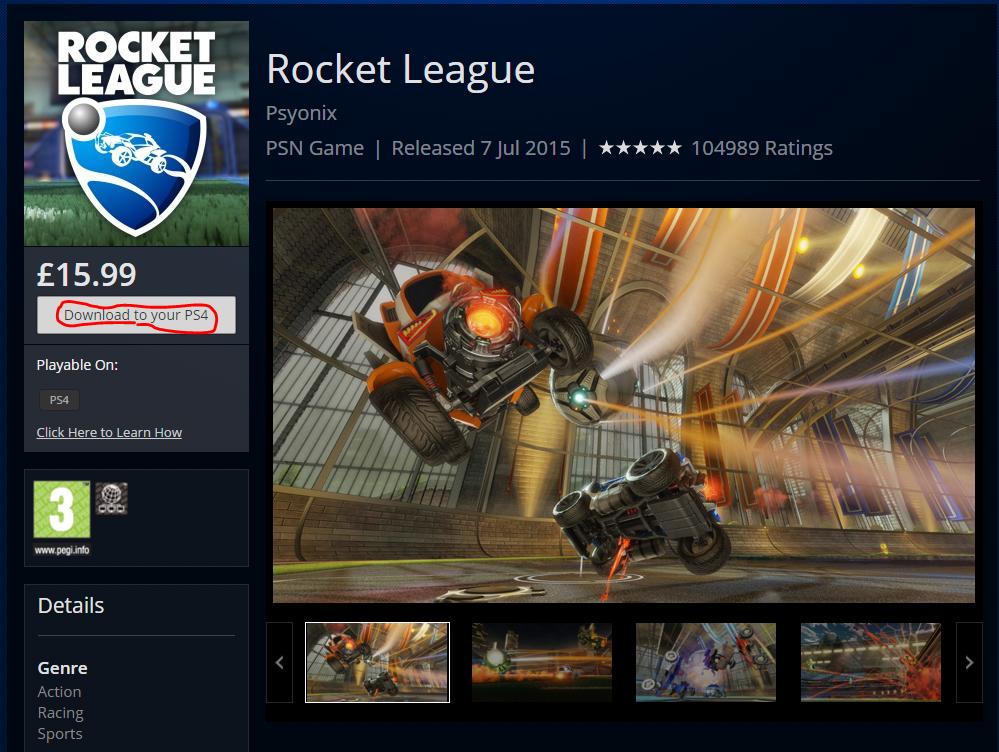 ROCKET
LEAGUE
Rocket League
Psyonix
PSN Game | Released 7 Jul 2015 | ★★★★★ 104989 Ratings
£15.99
Download to your PS4
Playable On:
PS4
Click Here to Learn How
3
www.pegi.info
Details
Genre
Action
Racing
Sports